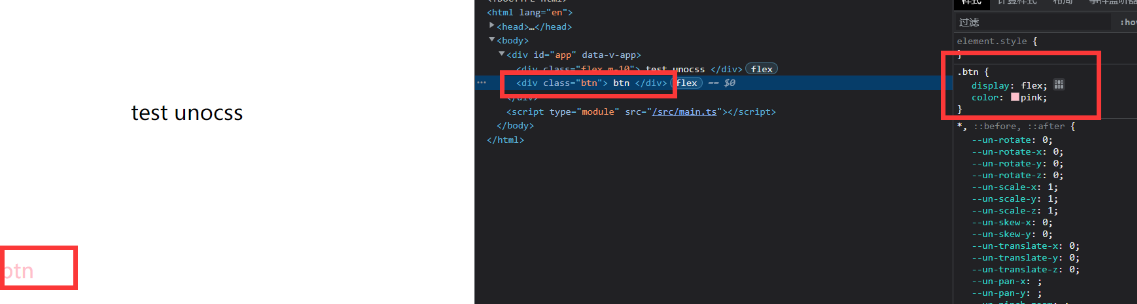 test unocss
btn
<html lang="en">
<head>…</head>
<body>
<div id="app" data-v-app>
<div class="flex m-10"> test unocss </div> flex
… <div class="btn"> btn </div> flex == $0
</div>
<script type="module" src="/src/main.ts"></script>
</body>
</html>
过滤
:hov
element.style {
}
.btn {
display: flex;
color: pink;
}
*, ::before, ::after {
--un-rotate: 0;
--un-rotate-x: 0;
--un-rotate-y: 0;
--un-rotate-z: 0;
--un-scale-x: 1;
--un-scale-y: 1;
--un-scale-z: 1;
--un-skew-x: 0;
--un-skew-y: 0;
--un-translate-x: 0;
--un-translate-y: 0;
--un-translate-z: 0;
--un-pan-x: ;
--un-pan-y: ;